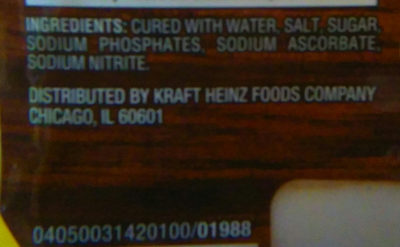 INGREDIENTS: CURED WITH WATER, SALT, SUGAR,
SODIUM PHOSPHATES, SODIUM ASCORBATE,
SODIUM NITRITE.
DISTRIBUTED BY KRAFT HEINZ FOODS COMPANY
CHICAGO, IL 60601
04050031420100/01988